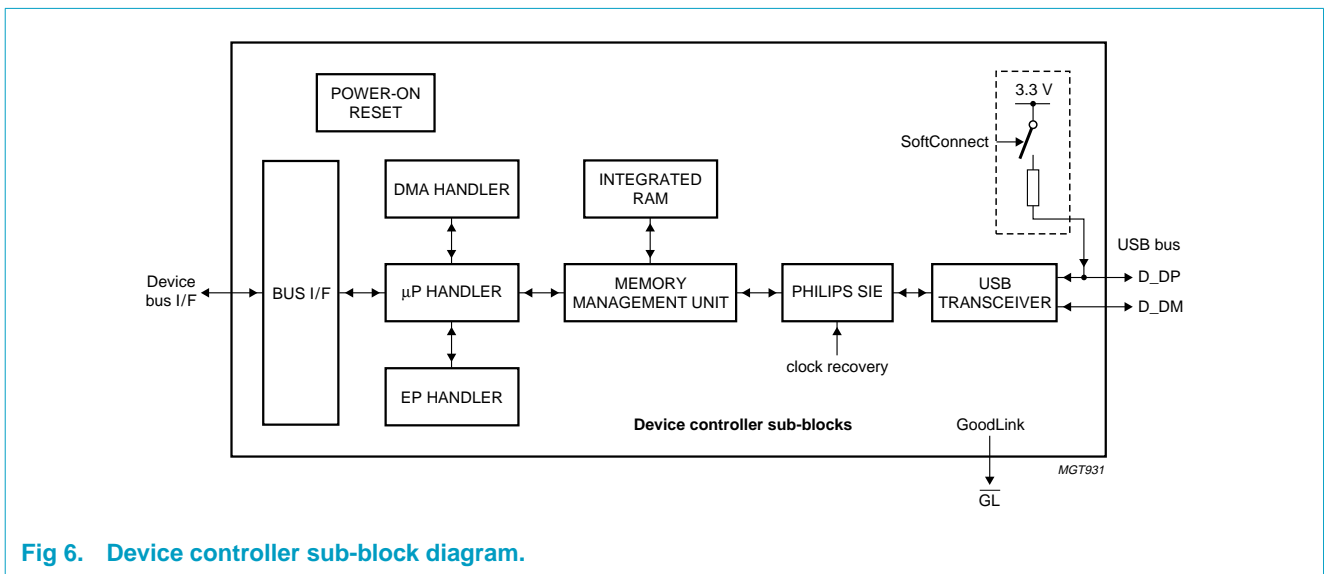 POWER-ON
RESET
3.3 V
SoftConnect
DMA HANDLER
INTEGRATED
RAM
USB bus
Device
bus I/F
BUS I/F
μP HANDLER
MEMORY
MANAGEMENT UNIT
PHILIPS SIE
USB
TRANSCEIVER
D_DP
D_DM
clock recovery
EP HANDLER
Device controller sub-blocks
GoodLink
MGT931
GL
Fig 6. Device controller sub-block diagram.